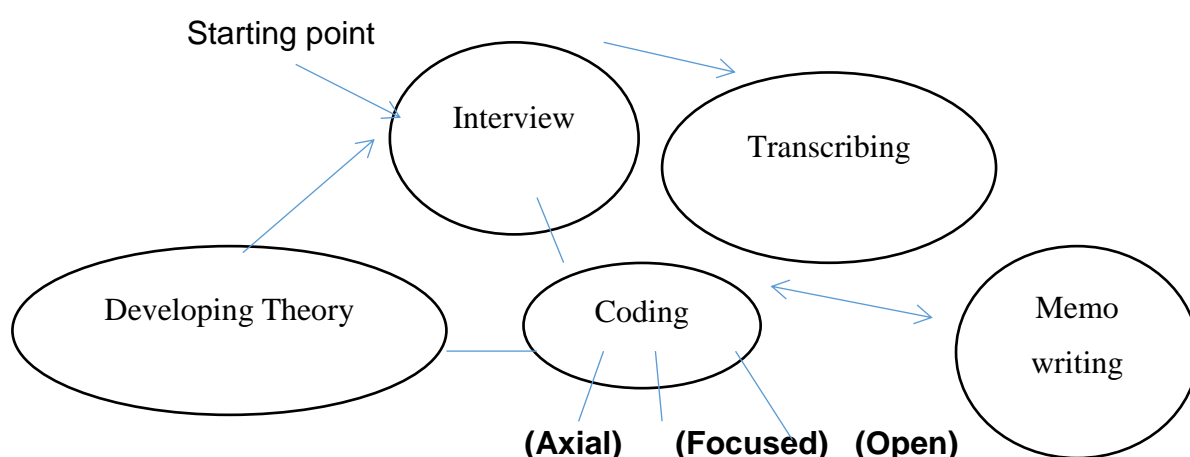 Starting point
Interview
Transcribing
Developing Theory
Coding
Memo
writing
(Axial) (Focused) (Open)